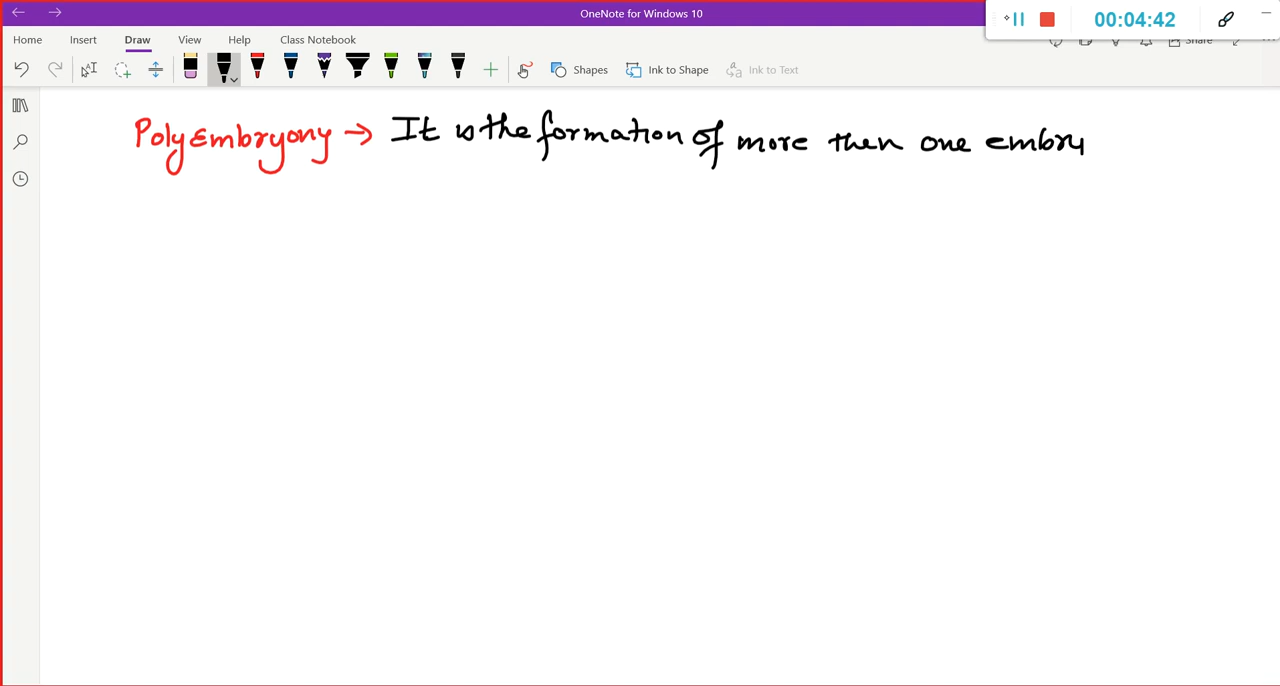 OneNote for Windows 10
00:04:42
Home Insert Draw View Help Class Notebook
Share
Shapes Ink to Shape Ink to Text
PolyEmbryony → It is the formation of more then one embry